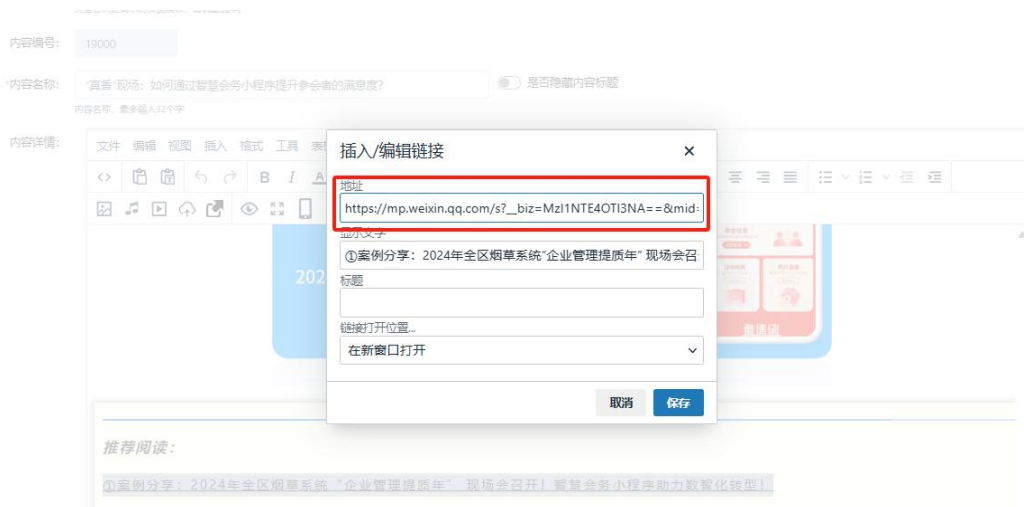 内容编号：
19000
*内容名称：
“真香”现场：如何通过智慧会务小程序提升参会者的满意度？
是否隐藏内容标题
内容名称，最多输入32个字
内容详情：
文件 编辑 视图 插入 格式 工具
插入/编辑链接
地址
https://mp.weixin.qq.com/s?__biz=MzI1NTE4OTI3NA==&mid=
显示文字
①案例分享：2024年全区烟草系统“企业管理提质年” 现场会召
标题
202
邀请函
链接打开位置...
在新窗口打开
取消 保存
推荐阅读：
①案例分享：2024年全区烟草系统“企业管理提质年” 现场会召开！智慧会务小程序助力数智化转型！